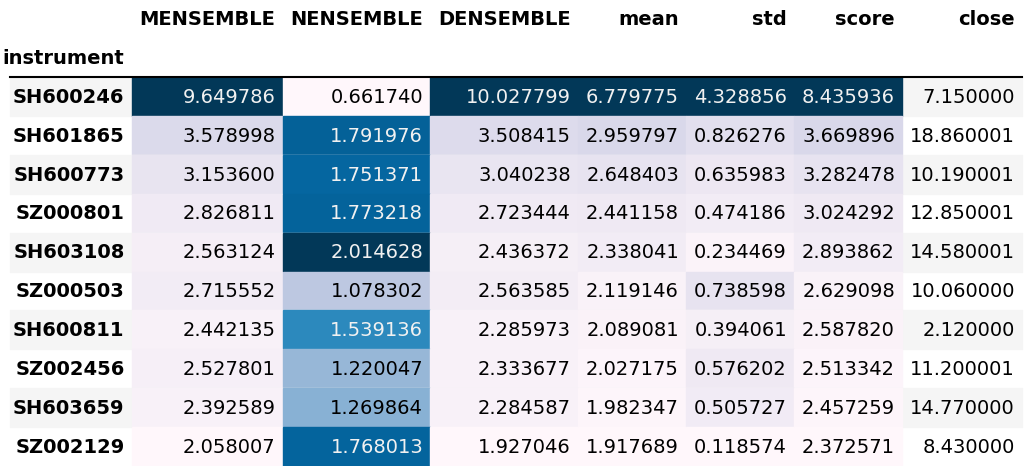 MENSEMBLE NENSEMBLE DENSEMBLE mean std score close
instrument
SH600246 9.649786 0.661740 10.027799 6.779775 4.328856 8.435936 7.150000
SH601865 3.578998 1.791976 3.508415 2.959797 0.826276 3.669896 18.860001
SH600773 3.153600 1.751371 3.040238 2.648403 0.635983 3.282478 10.190001
SZ000801 2.826811 1.773218 2.723444 2.441158 0.474186 3.024292 12.850001
SH603108 2.563124 2.014628 2.436372 2.338041 0.234469 2.893862 14.580001
SZ000503 2.715552 1.078302 2.563585 2.119146 0.738598 2.629098 10.060000
SH600811 2.442135 1.539136 2.285973 2.089081 0.394061 2.587820 2.120000
SZ002456 2.527801 1.220047 2.333677 2.027175 0.576202 2.513342 11.200001
SH603659 2.392589 1.269864 2.284587 1.982347 0.505727 2.457259 14.770000
SZ002129 2.058007 1.768013 1.927046 1.917689 0.118574 2.372571 8.430000